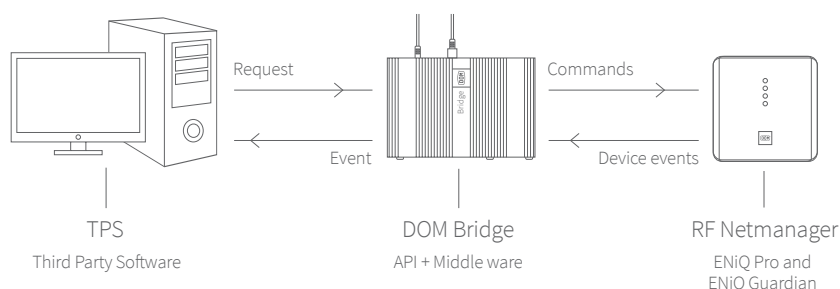 Request
Commands
Bridge
Event
Device events
TPS
DOM Bridge
RF Netmanager
Third Party Software
API + Middle ware
ENiQ Pro and
ENiQ Guardian